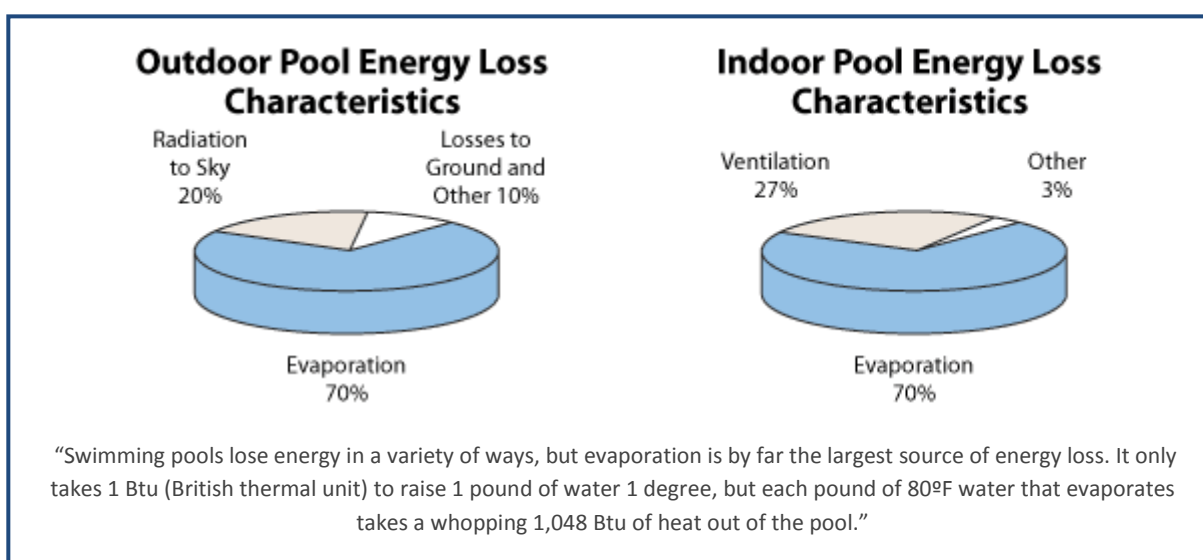 Outdoor Pool Energy Loss
Characteristics
Radiation
to Sky
20%
Losses to
Ground and
Other 10%
Evaporation
70%
Indoor Pool Energy Loss
Characteristics
Ventilation
27%
Other
3%
Evaporation
70%
“Swimming pools lose energy in a variety of ways, but evaporation is by far the largest source of energy loss. It only
takes 1 Btu (British thermal unit) to raise 1 pound of water 1 degree, but each pound of 80ºF water that evaporates
takes a whopping 1,048 Btu of heat out of the pool.”